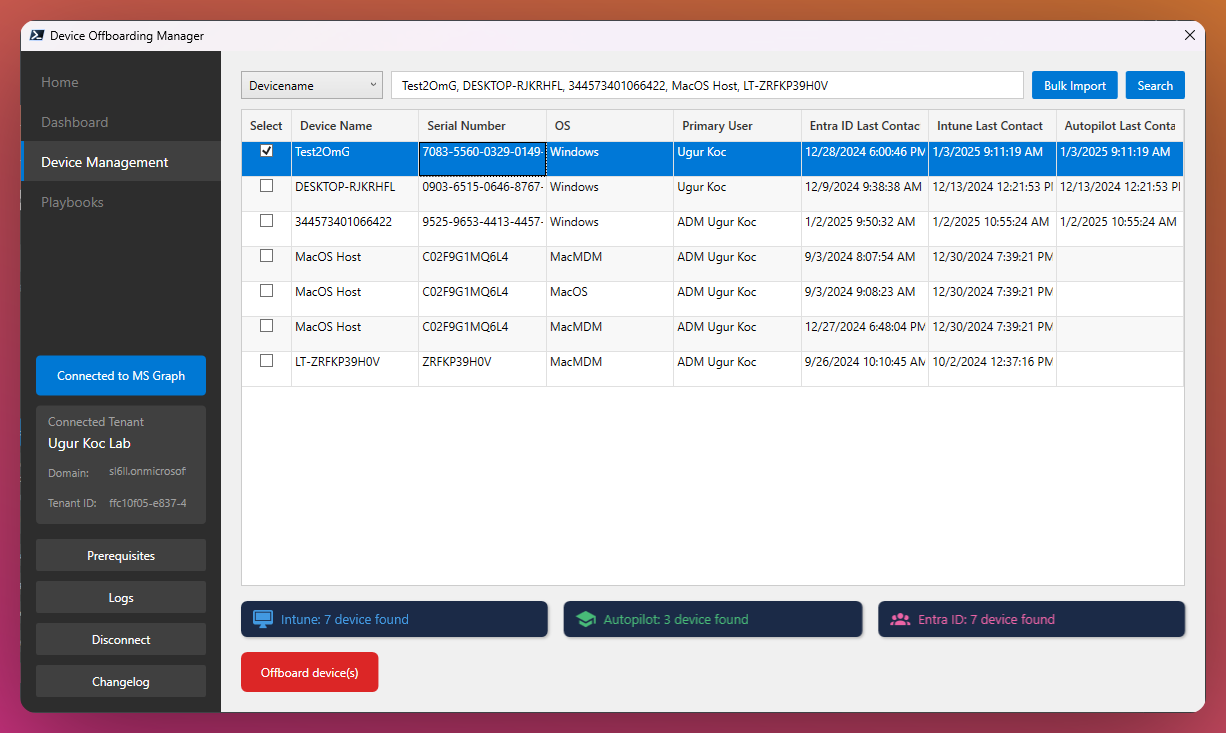 Device Offboarding Manager
Home
Dashboard
Device Management
Playbooks
Connected to MS Graph
Connected Tenant
Ugur Koc Lab
Domain: sl6ll.onmicrosof
Tenant ID: ffc10f05-e837-4
Prerequisites
Logs
Disconnect
Changelog
Devicename Test2OmG, DESKTOP-RJKRHFL, 344573401066422, MacOS Host, LT-ZRFKP39H0V Bulk Import Search
Select Device Name Serial Number OS Primary User Entra ID Last Contac Intune Last Contact Autopilot Last Conta
Test2OmG 7083-5560-0329-0149- Windows Ugur Koc 12/28/2024 6:00:46 PM 1/3/2025 9:11:19 AM 1/3/2025 9:11:19 AM
DESKTOP-RJKRHFL 0903-6515-0646-8767- Windows Ugur Koc 12/9/2024 9:38:38 AM 12/13/2024 12:21:53 PM 12/13/2024 12:21:53 PM
344573401066422 9525-9653-4413-4457- Windows ADM Ugur Koc 1/2/2025 9:50:32 AM 1/2/2025 10:55:24 AM 1/2/2025 10:55:24 AM
MacOS Host C02F9G1MQ6L4 MacMDM ADM Ugur Koc 9/3/2024 8:07:54 AM 12/30/2024 7:39:21 PM
MacOS Host C02F9G1MQ6L4 MacOS ADM Ugur Koc 9/3/2024 9:08:23 AM 12/30/2024 7:39:21 PM
MacOS Host C02F9G1MQ6L4 MacMDM ADM Ugur Koc 12/27/2024 6:48:04 PM 12/30/2024 7:39:21 PM
LT-ZRFKP39H0V ZRFKP39H0V MacMDM ADM Ugur Koc 9/26/2024 10:10:45 AM 10/2/2024 12:37:16 PM
Intune: 7 device found
Autopilot: 3 device found
Entra ID: 7 device found
Offboard device(s)